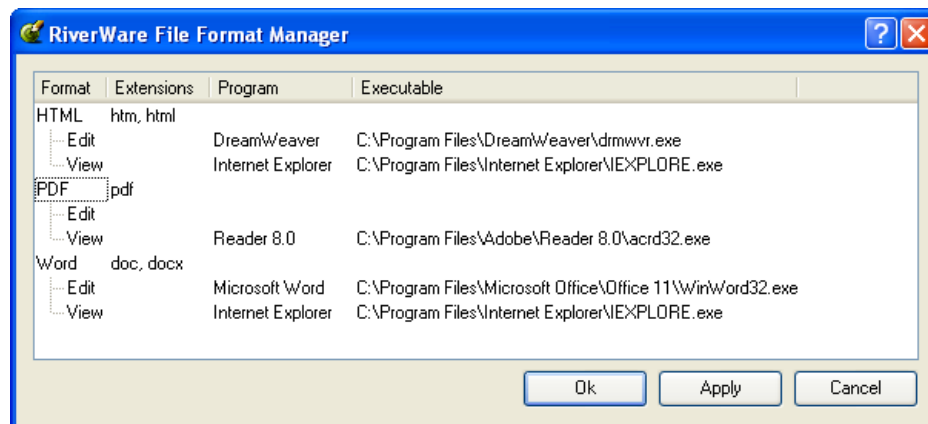 RiverWare File Format Manager
Format Extensions Program Executable
HTML htm, html
Edit DreamWeaver C:\Program Files\DreamWeaver\drmwvr.exe
View Internet Explorer C:\Program Files\Internet Explorer\IEXPLORE.exe
PDF pdf
Edit
View Reader 8.0 C:\Program Files\Adobe\Reader 8.0\acrd32.exe
Word doc, docx
Edit Microsoft Word C:\Program Files\Microsoft Office\Office 11\WinWord32.exe
View Internet Explorer C:\Program Files\Internet Explorer\IEXPLORE.exe
Ok Apply Cancel